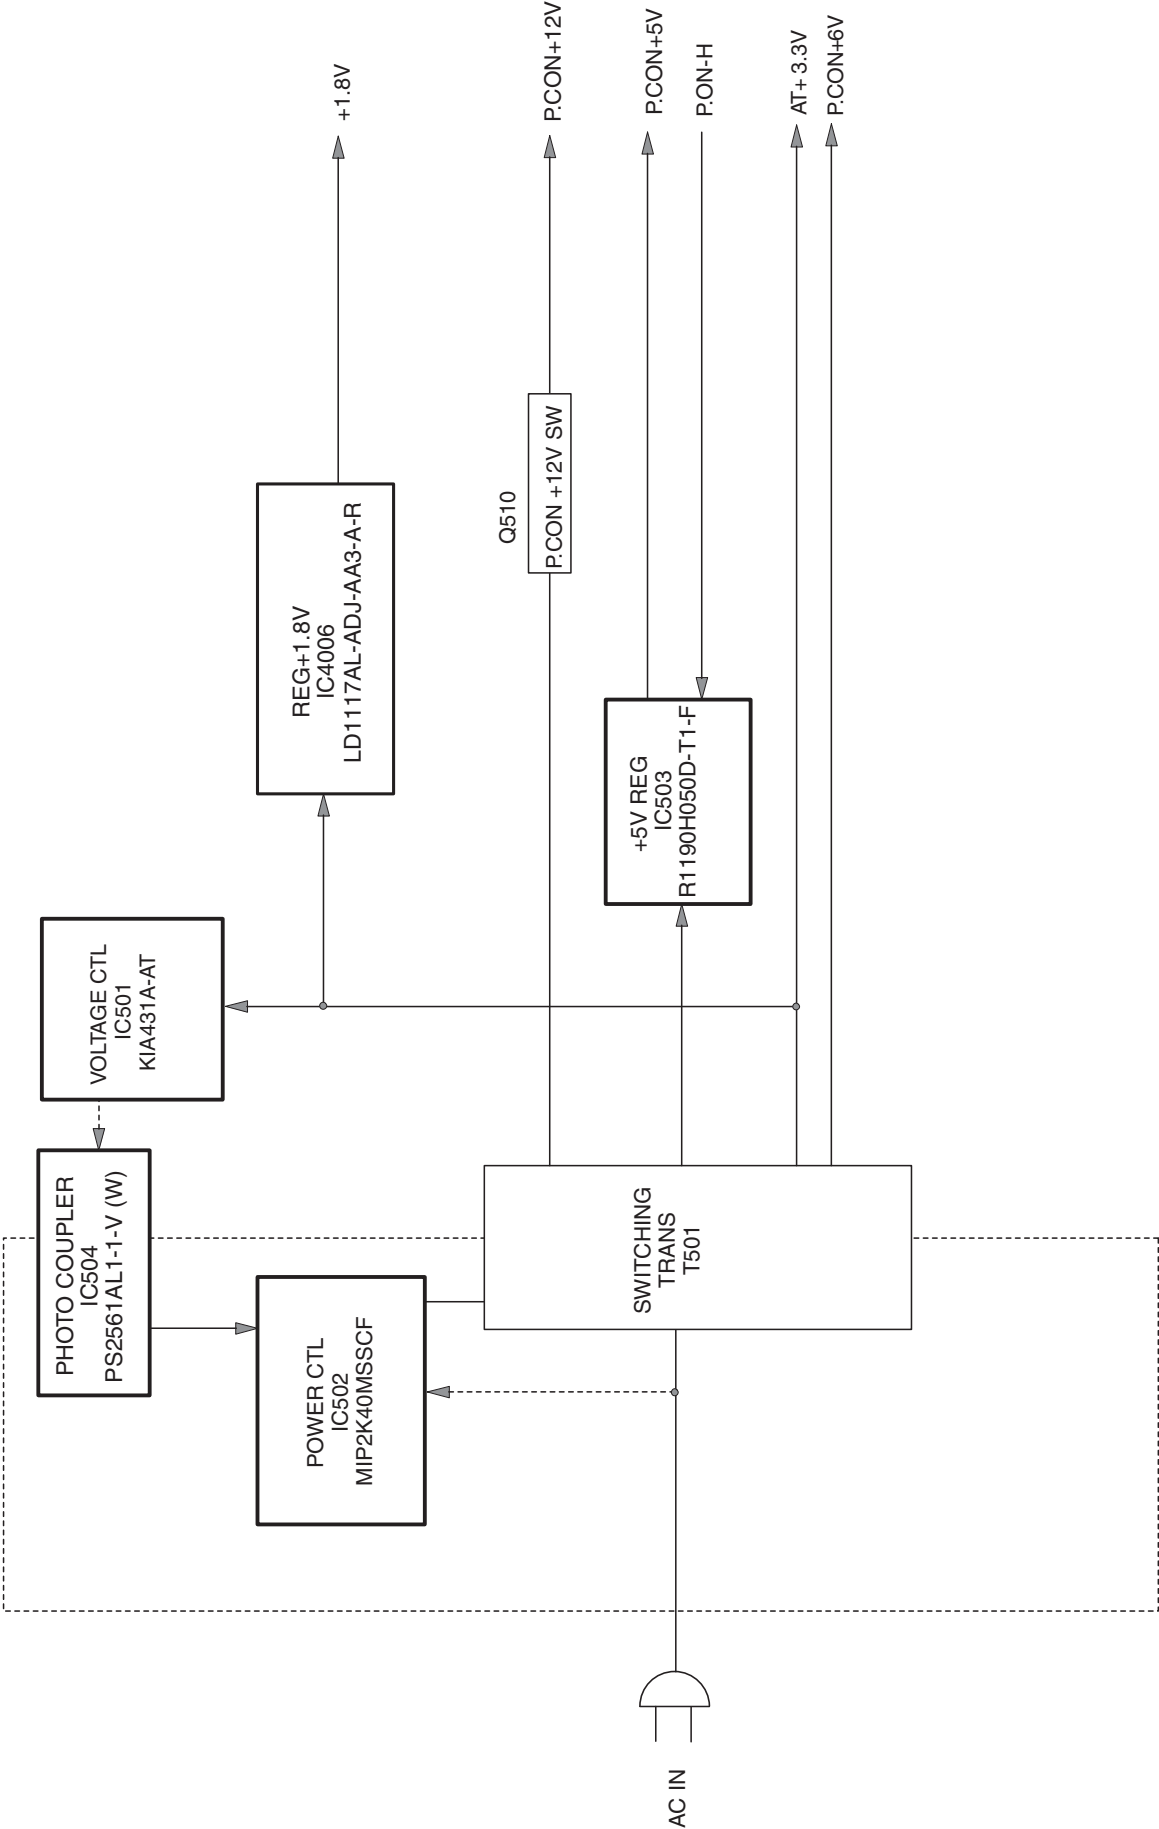 AC IN
PHOTO COUPLER
IC504
PS2561AL1-1-V (W)
VOLTAGE CTL
IC501
KIA431A-AT
POWER CTL
IC502
MIP2K40MSSCF
REG+1.8V
IC4006
LD1117AL-ADJ-AA3-A-R
+1.8V
SWITCHING
TRANS
T501
Q510
P.CON +12V SW
P.CON+12V
+5V REG
IC503
R1190H050D-T1-F
P.CON+5V
P.ON-H
AT+ 3.3V
P.CON+6V